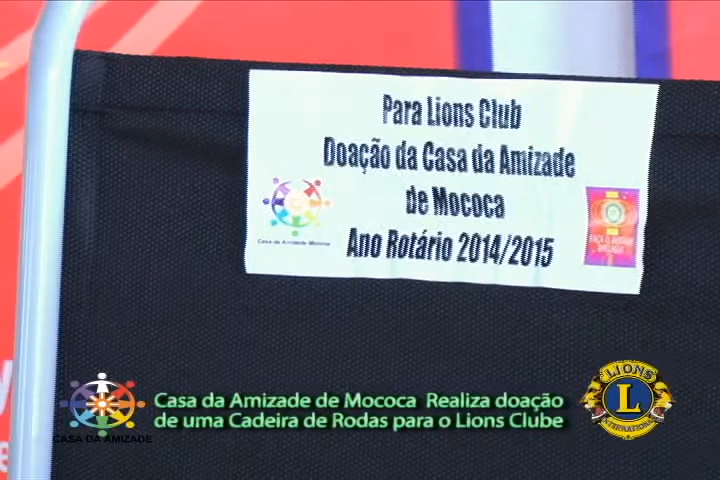 Para Lions Club
Doação da Casa da Amizade
de Mococa
Ano Rotário 2014/2015
Casa da Amizade Mococa
Casa da Amizade de Mococa Realiza doação
de uma Cadeira de Rodas para o Lions Clube
CASA DA AMIZADE
LIONS
L
INTERNATIONAL